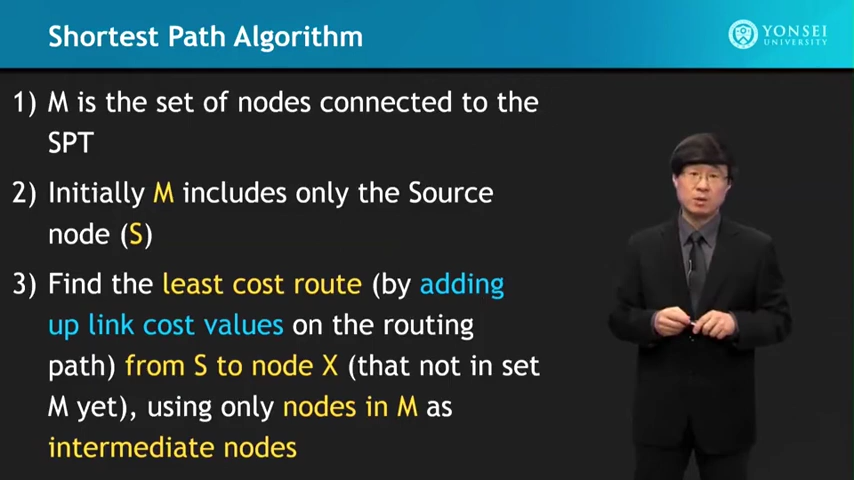 Shortest Path Algorithm
YONSEI
UNIVERSITY
1) M is the set of nodes connected to the
SPT
2) Initially M includes only the Source
node (S)
3) Find the least cost route (by adding
up link cost values on the routing
path) from S to node X (that not in set
M yet), using only nodes in M as
intermediate nodes